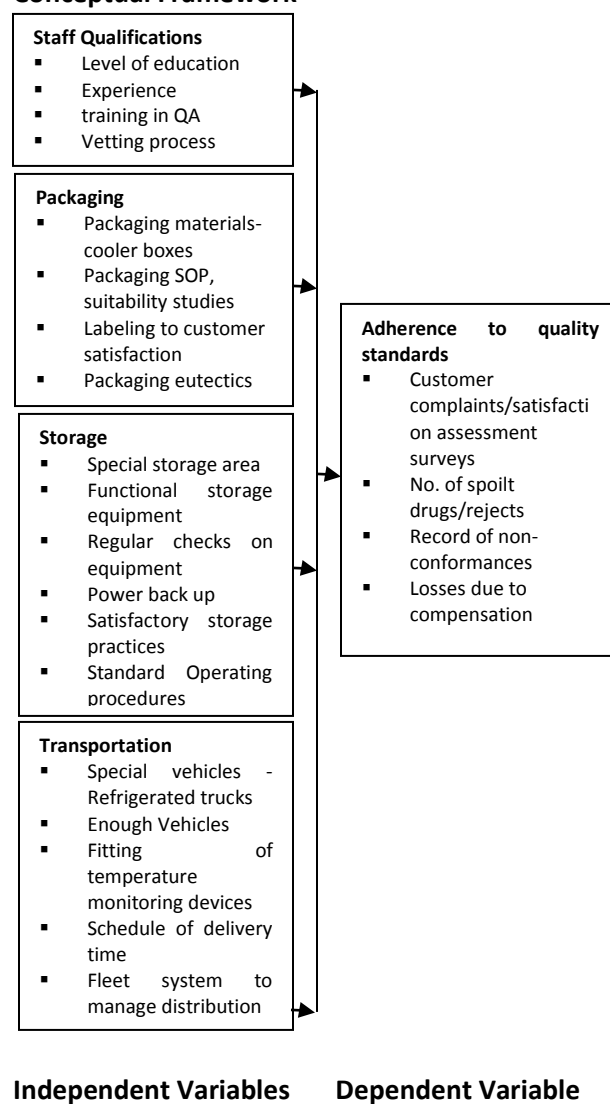 Conceptual Framework
Staff Qualifications
▪ Level of education
▪ Experience
▪ training in QA
▪ Vetting process
Packaging
▪ Packaging materials-
cooler boxes
▪ Packaging SOP,
suitability studies
▪ Labeling to customer
satisfaction
▪ Packaging eutectics
Storage
▪ Special storage area
▪ Functional storage
equipment
▪ Regular checks on
equipment
▪ Power back up
▪ Satisfactory storage
practices
▪ Standard Operating
procedures
Transportation
▪ Special vehicles -
Refrigerated trucks
▪ Enough Vehicles
▪ Fitting of
temperature
monitoring devices
▪ Schedule of delivery
time
▪ Fleet system to
manage distribution
Adherence to quality
standards
▪ Customer
complaints/satisfacti
on assessment
surveys
▪ No. of spoilt
drugs/rejects
▪ Record of non-
conformances
▪ Losses due to
compensation
Independent Variables Dependent Variable